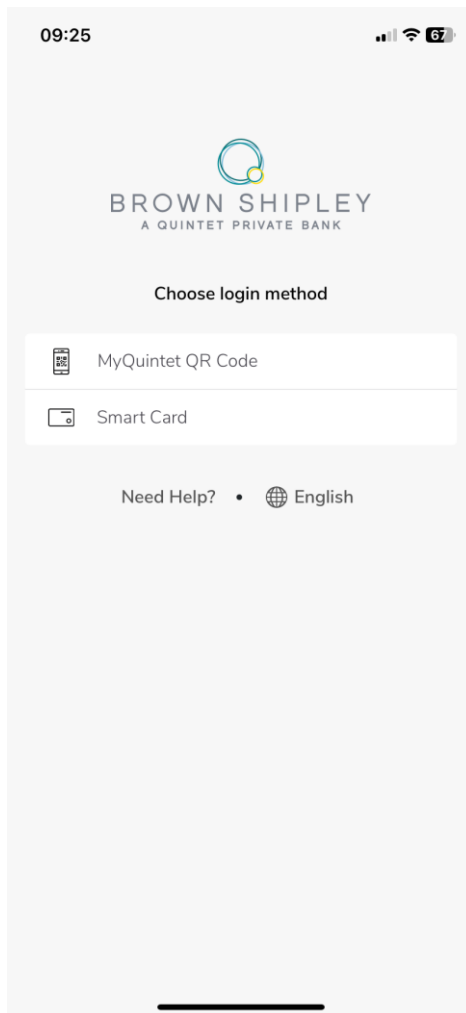 09:25
67
BROWN SHIPLEY
A QUINTET PRIVATE BANK
Choose login method
MyQuintet QR Code
Smart Card
Need Help? • English